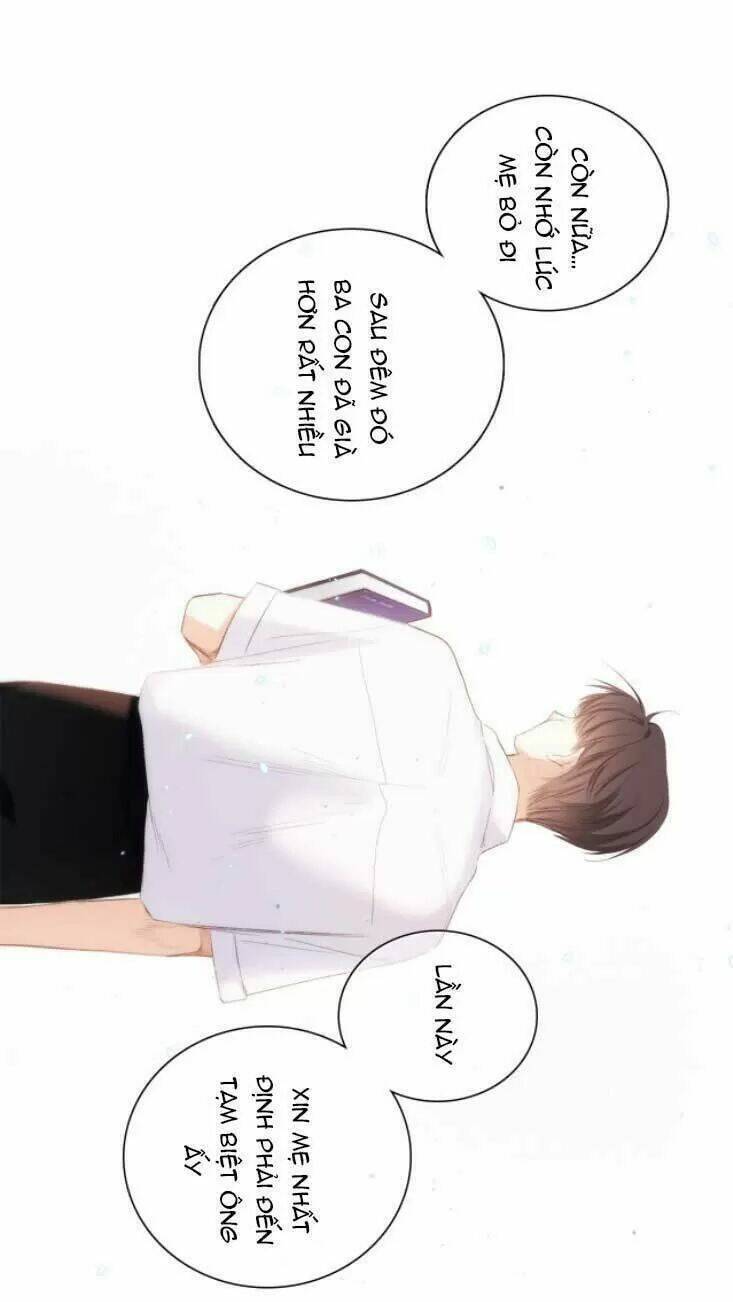 CÒN NỮA...
CÒN NHỚ LÚC
MẸ BỎ ĐI
SAU ĐÊM ĐÓ
BA CON ĐÃ GIÀ
HƠN RẤT NHIỀU
LẦN NÀY
XIN MẸ NHẤT
ĐỊNH PHẢI ĐẾN
TẠM BIỆT ÔNG
ẤY